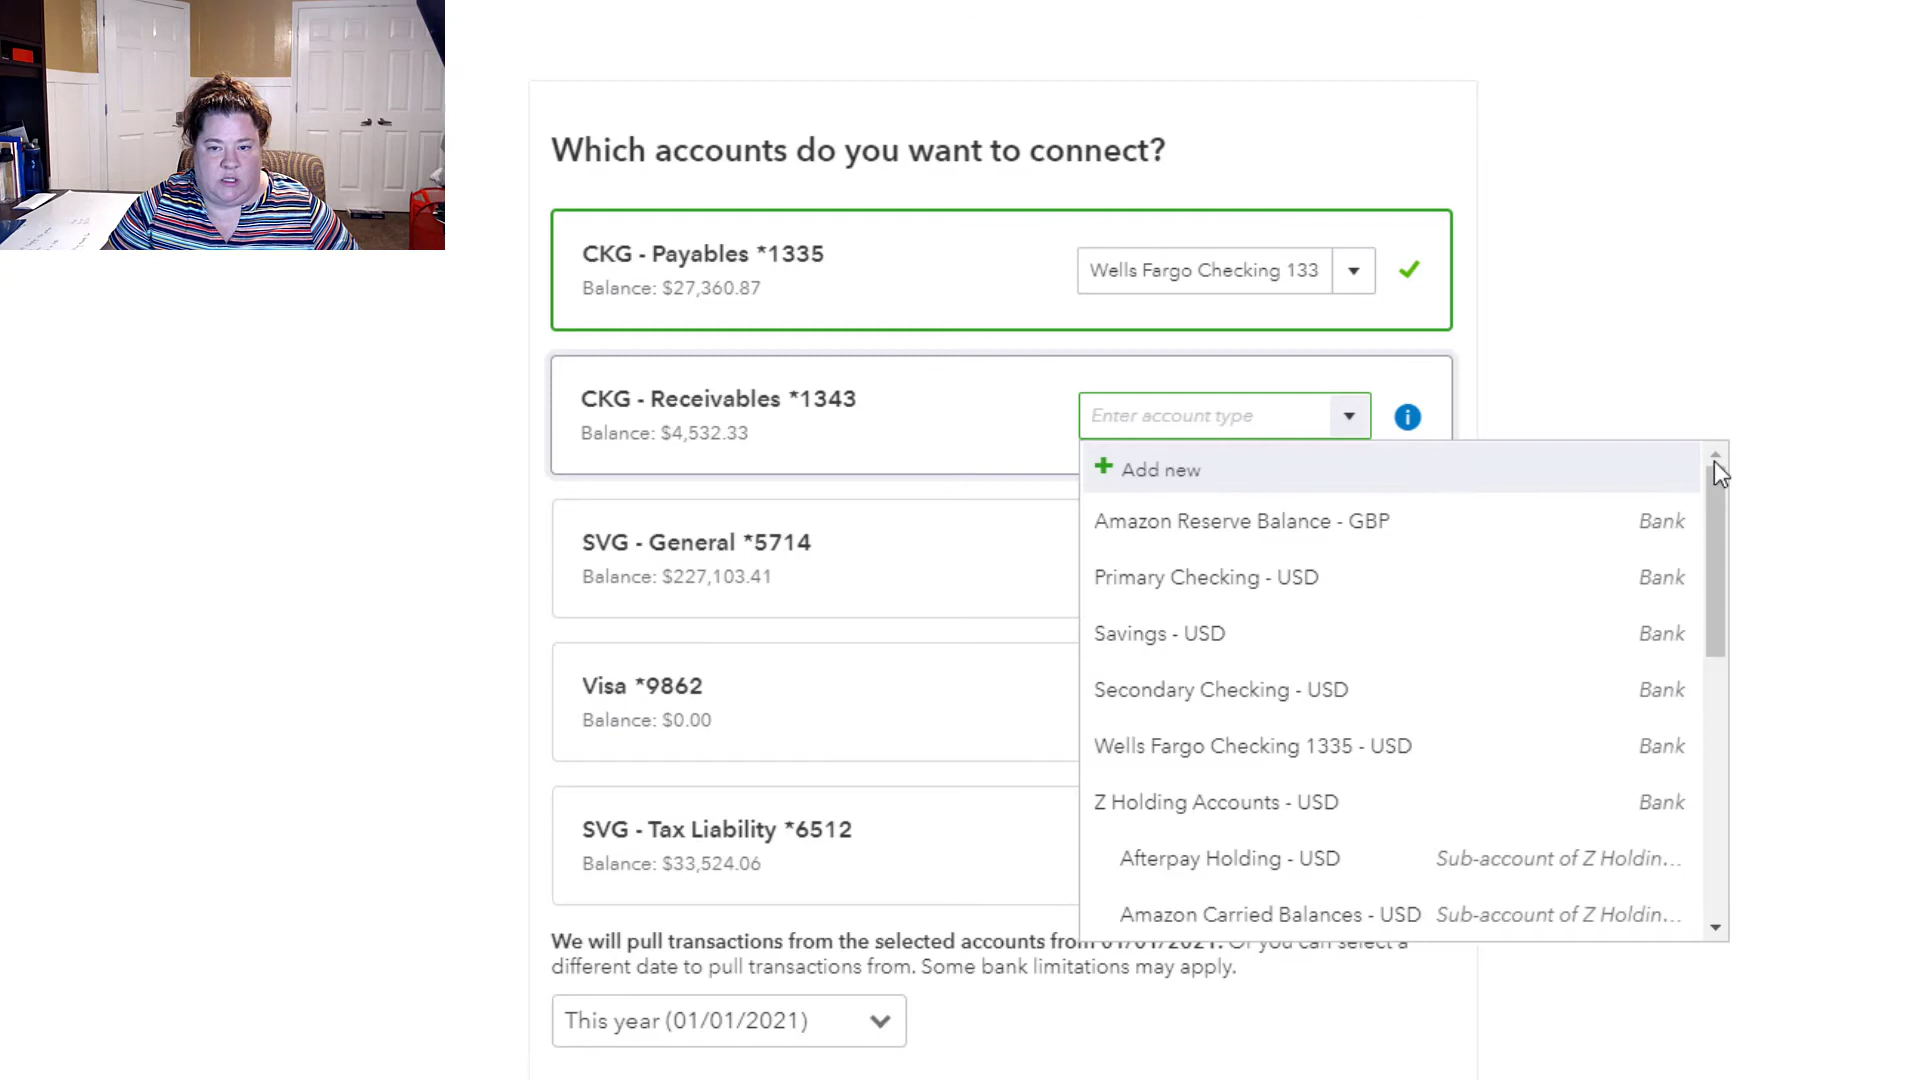 Which accounts do you want to connect?
CKG - Payables *1335
Balance: $27,360.87
Wells Fargo Checking 133
CKG - Receivables *1343
Balance: $4,532.33
Enter account type
Add new
Amazon Reserve Balance - GBP Bank
Primary Checking - USD Bank
Savings - USD Bank
Secondary Checking - USD Bank
Wells Fargo Checking 1335 - USD Bank
Z Holding Accounts - USD Bank
Afterpay Holding - USD Sub-account of Z Holdin...
Amazon Carried Balances - USD Sub-account of Z Holdin...
SVG - General *5714
Balance: $227,103.41
Visa *9862
Balance: $0.00
SVG - Tax Liability *6512
Balance: $33,524.06
We will pull transactions from the selected accounts from 01/01/2021. Or you can select a
different date to pull transactions from. Some bank limitations may apply.
This year (01/01/2021)